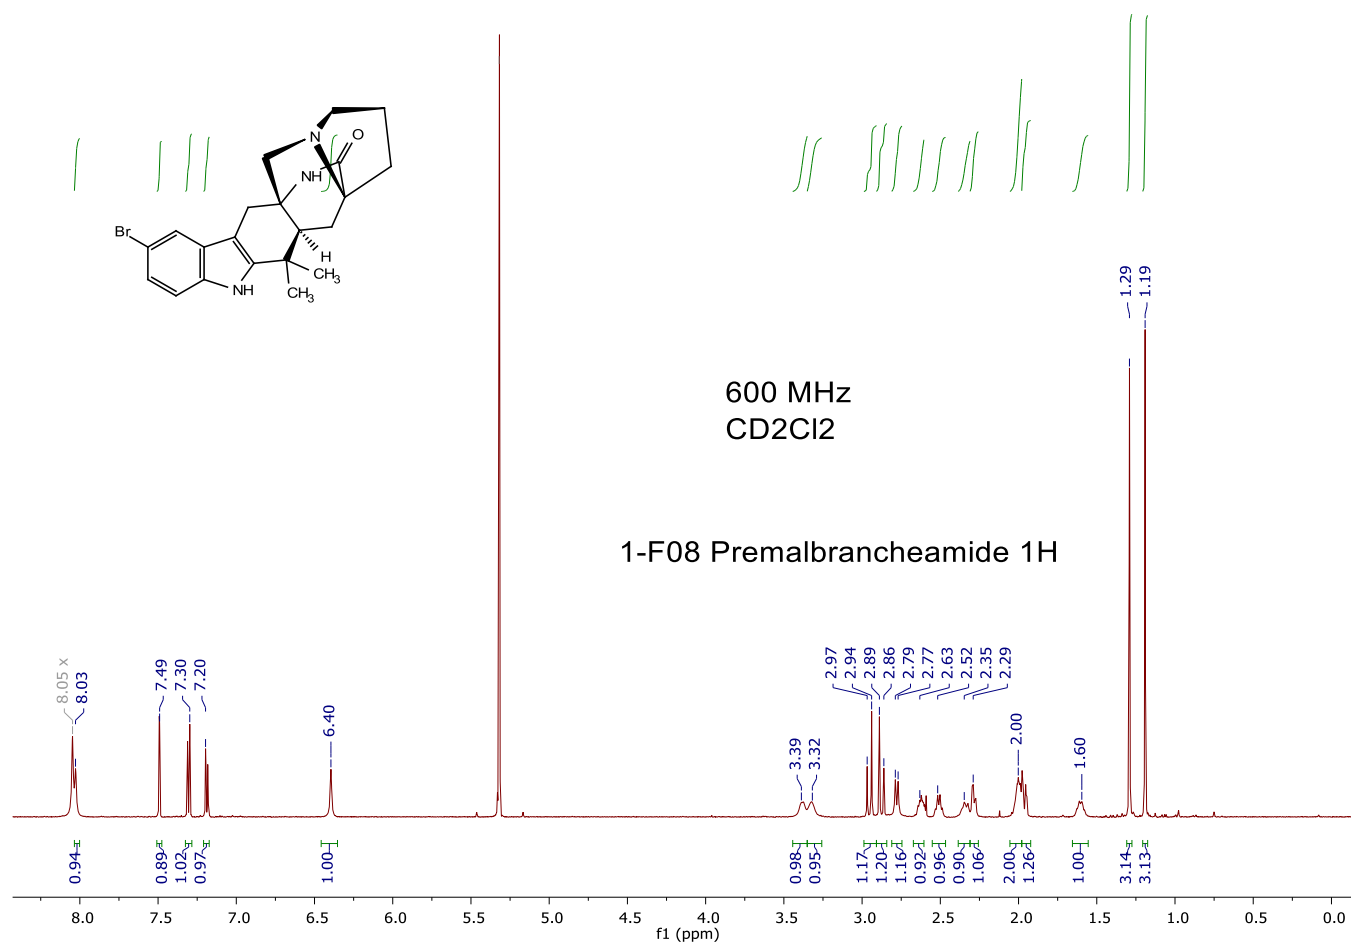 N
O
NH
Br
H
CH3
NH
CH3
1.29
1.19
600 MHz
CD2Cl2
1-F08 Premalbrancheamide 1H
8.05 x
8.03
7.49
7.30
7.20
6.40
3.39
3.32
2.97
2.94
2.89
2.86
2.79
2.77
2.63
2.52
2.35
2.29
2.00
1.60
0.94
0.89
1.02
0.97
1.00
0.98
0.95
1.17
1.20
1.16
0.92
0.96
0.90
1.06
2.00
1.26
1.00
3.14
3.13
8.0 7.5 7.0 6.5 6.0 5.5 5.0 4.5 4.0 3.5 3.0 2.5 2.0 1.5 1.0 0.5 0.0
f1 (ppm)